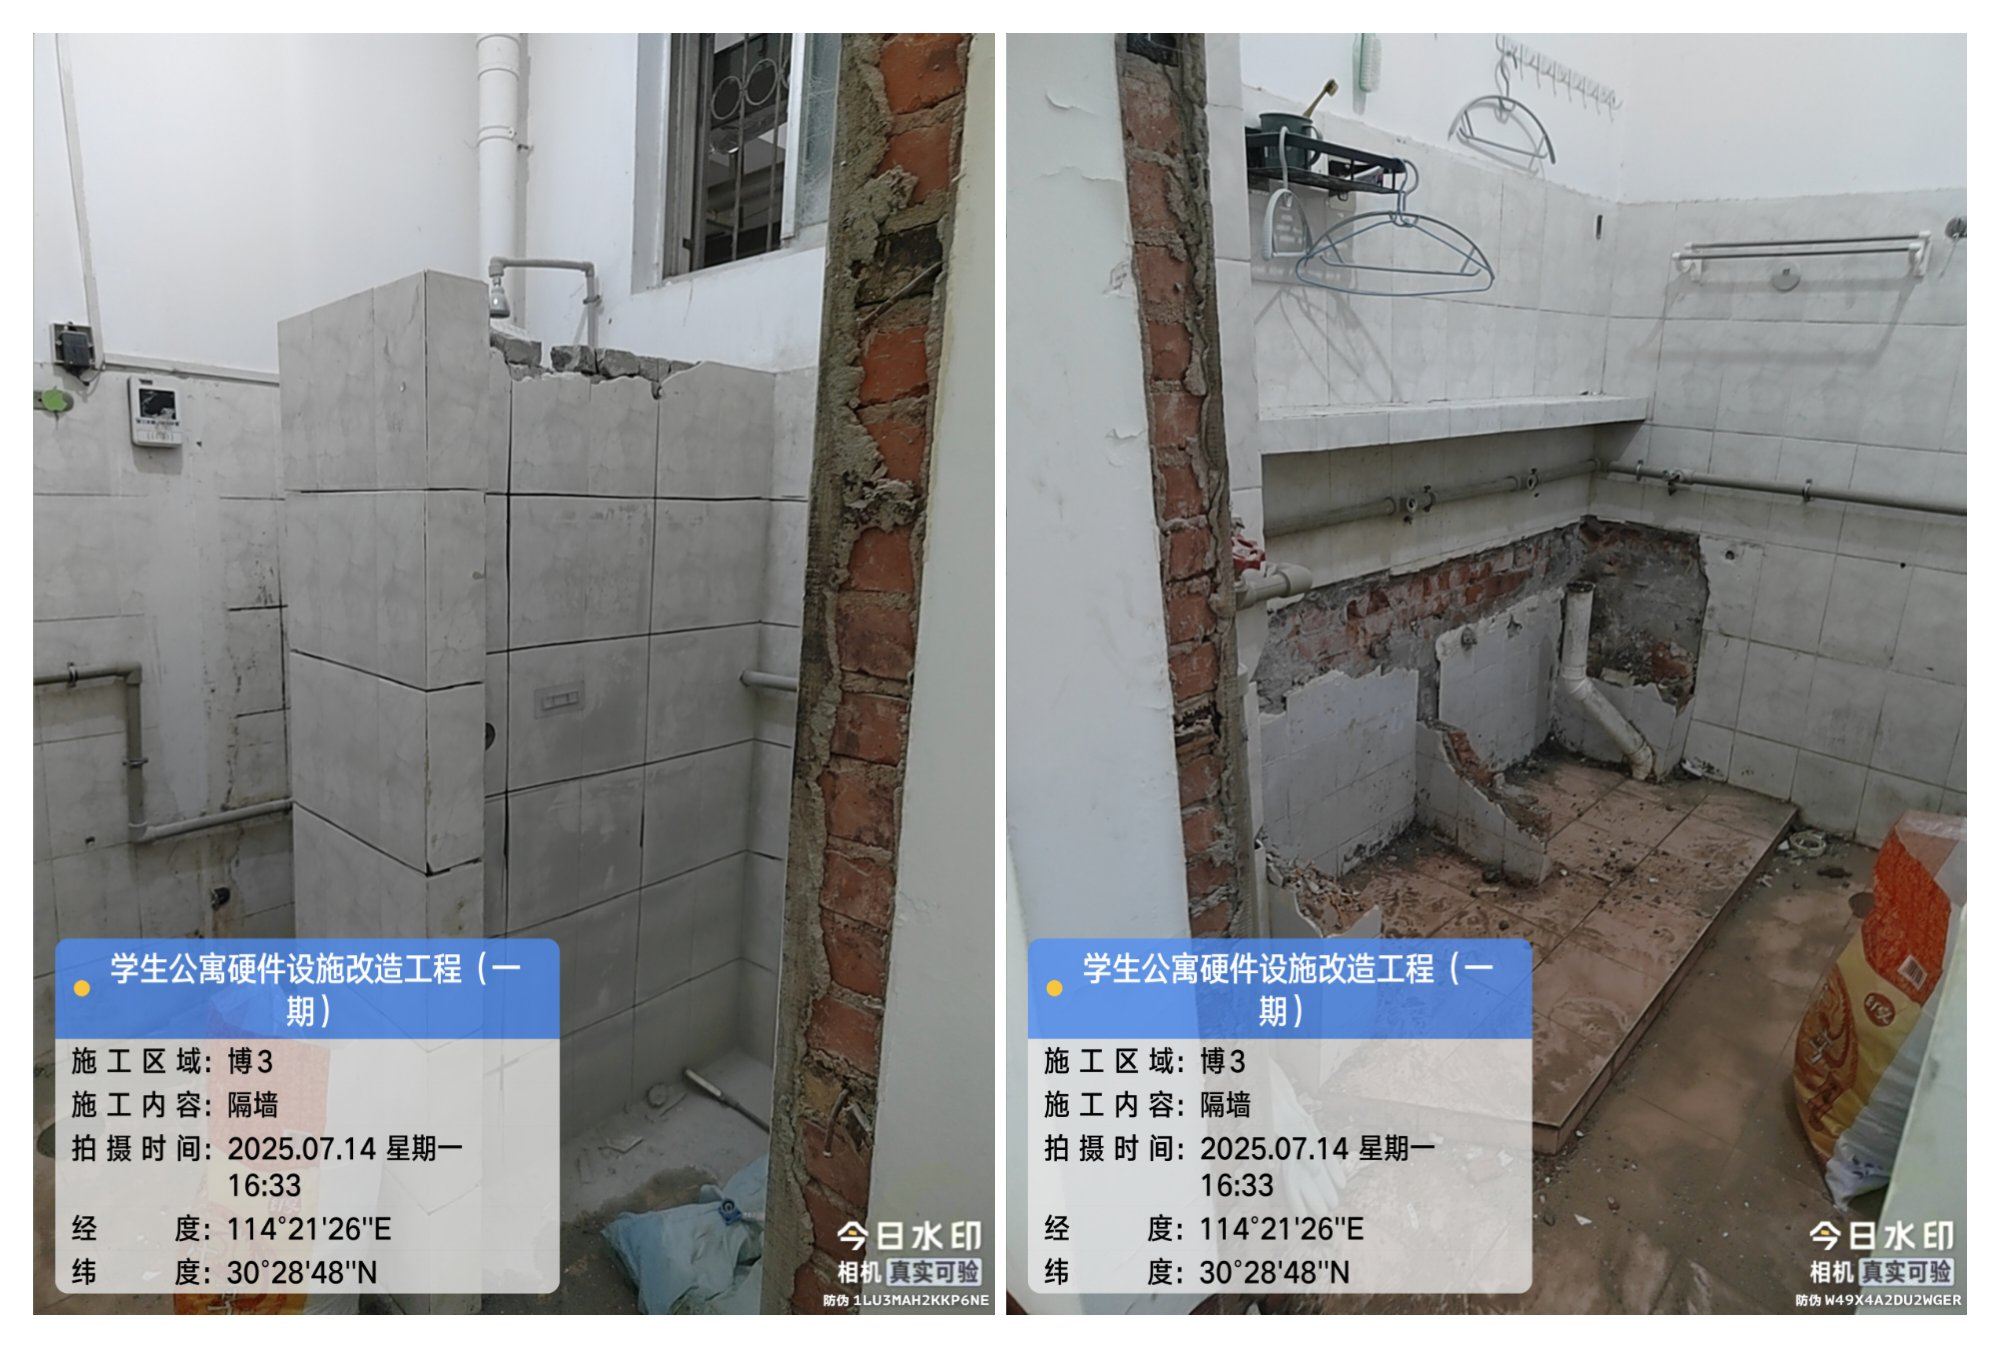 学生公寓硬件设施改造工程（一
期）
施工区域：博3
施工内容：隔墙
拍摄时间：2025.07.14 星期一
16:33
经度：114°21'26"E
纬度：30°28'48"N
今日水印
相机 真实可验
防伪 1LU3MAH2KKP6NE
学生公寓硬件设施改造工程（一
期）
施工区域：博3
施工内容：隔墙
拍摄时间：2025.07.14 星期一
16:33
经度：114°21'26"E
纬度：30°28'48"N
今日水印
相机 真实可验
防伪 W49X4A2DU2WGER